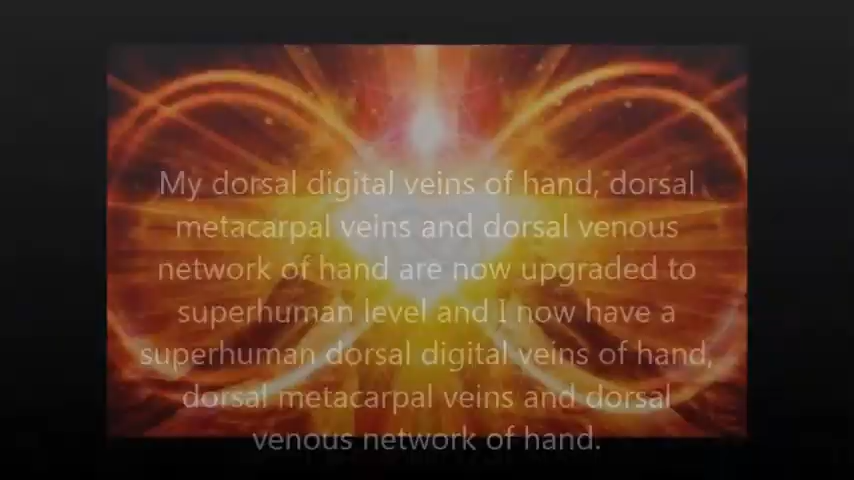 My dorsal digital veins of hand, dorsal
metacarpal veins and dorsal venous
network of hand are now upgraded to
superhuman level and I now have a
superhuman dorsal digital veins of hand,
dorsal metacarpal veins and dorsal
venous network of hand.